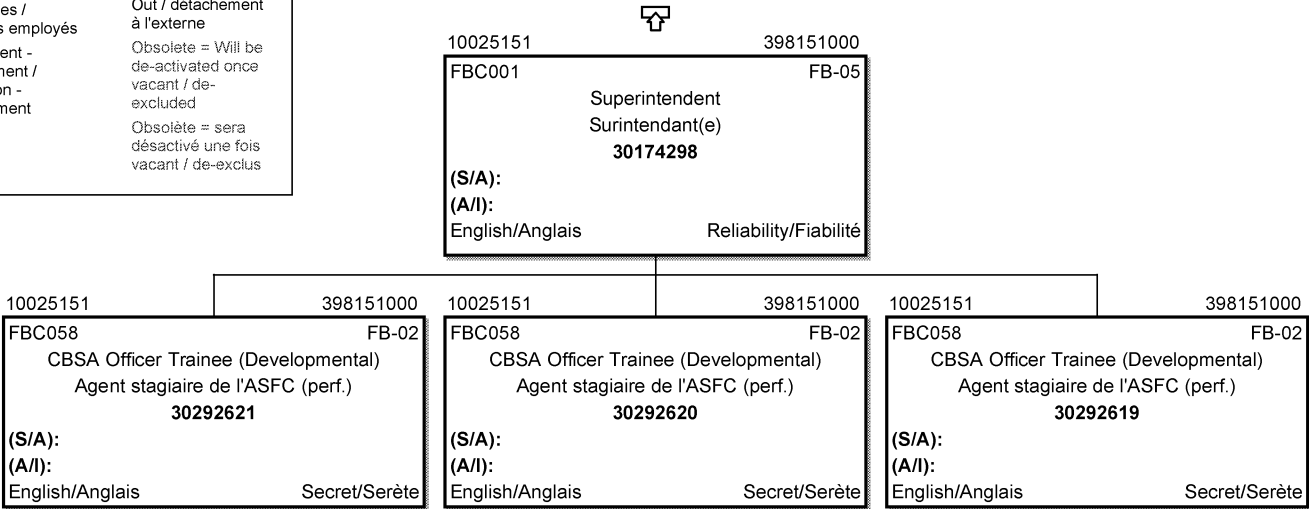 es /
s employés
ent -
nent /
on -
ment
Out / détachement
à l'externe
Obsolete = Will be
de-activated once
vacant / de-
excluded
Obsolète = sera
désactivé une fois
vacant / de-exclus
10025151 398151000
FBC001 FB-05
Superintendent
Surintendant(e)
30174298
(S/A):
(A/I):
English/Anglais Reliability/Fiabilité
10025151 398151000
FBC058 FB-02
CBSA Officer Trainee (Developmental)
Agent stagiaire de l'ASFC (perf.)
30292621
(S/A):
(A/I):
English/Anglais Secret/Serète
10025151 398151000
FBC058 FB-02
CBSA Officer Trainee (Developmental)
Agent stagiaire de l'ASFC (perf.)
30292620
(S/A):
(A/I):
English/Anglais Secret/Serète
10025151 398151000
FBC058 FB-02
CBSA Officer Trainee (Developmental)
Agent stagiaire de l'ASFC (perf.)
30292619
(S/A):
(A/I):
English/Anglais Secret/Serète